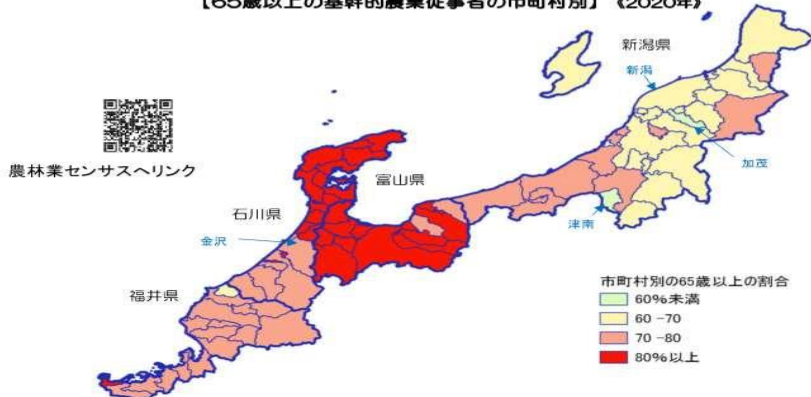 【65歳以上の基幹的農業従事者の市町村別】《2020年》
新潟県
新潟
農林業センサスへリンク
富山県
加茂
石川県
津南
金沢
福井県
市町村別の65歳以上の割合
60%未満
60 -70
70 -80
80%以上